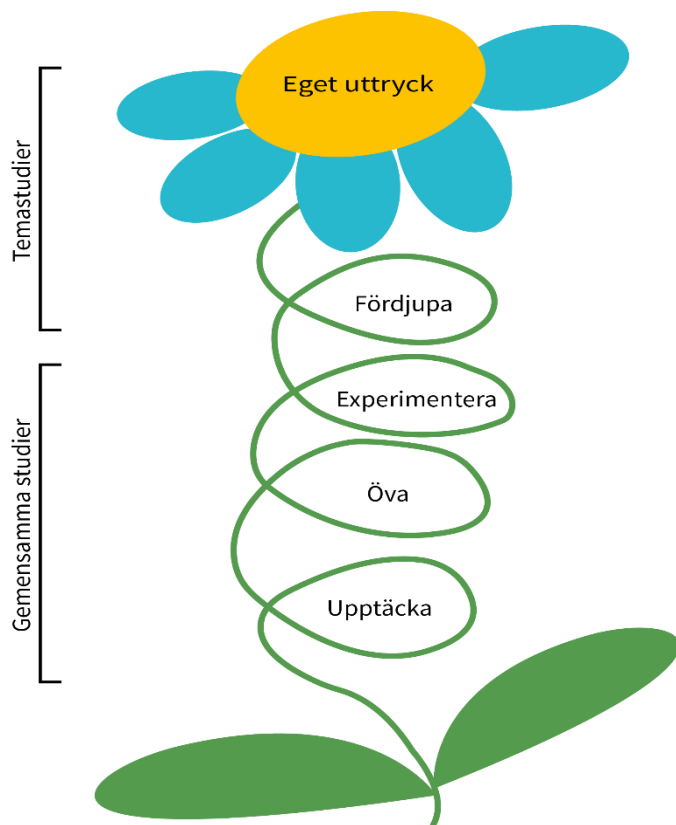 Eget uttryck
Temastudier
Fördjupa
Experimentera
Öva
Gemensamma studier
Upptäcka